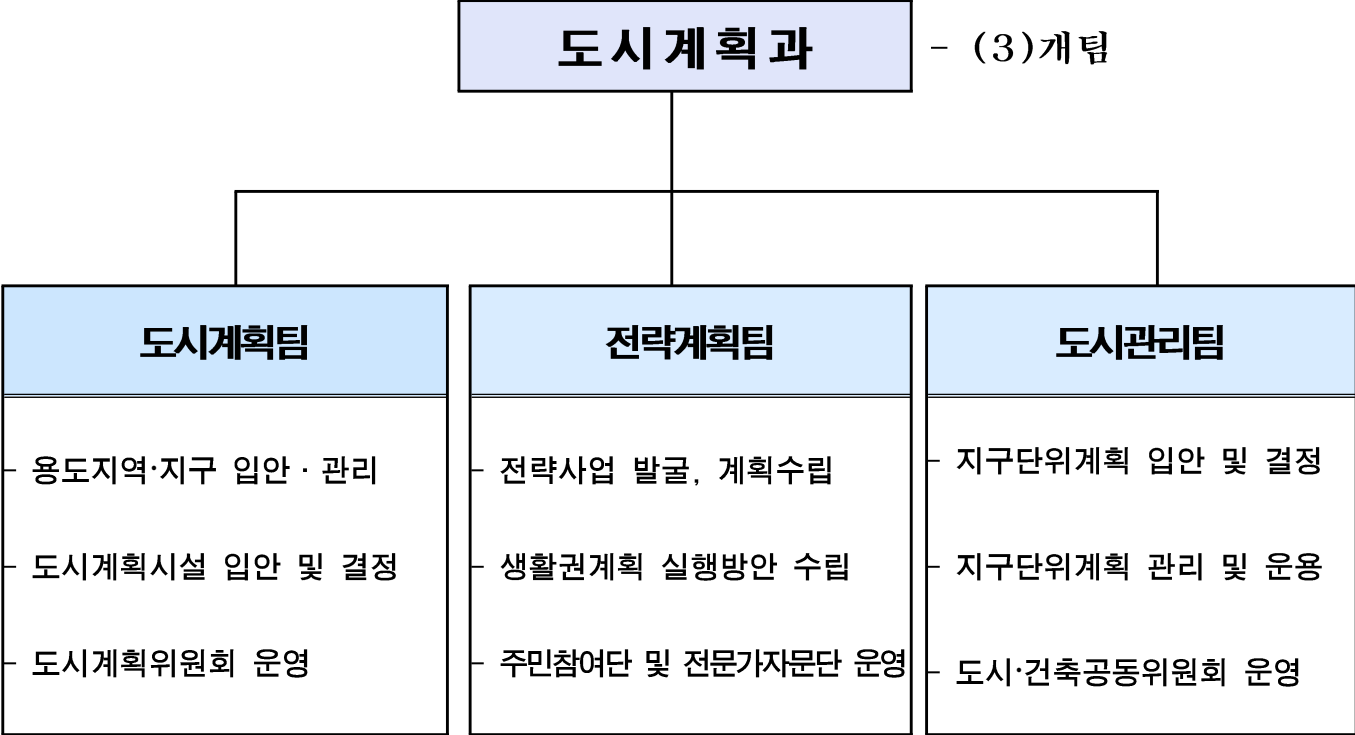 도시계획과
- (3)개팀
도시계획팀
- 용도지역·지구 입안·관리
- 도시계획시설 입안 및 결정
- 도시계획위원회 운영
전략계획팀
- 전략사업 발굴, 계획수립
- 생활권계획 실행방안 수립
- 주민참여단 및 전문가자문단 운영
도시관리팀
- 지구단위계획 입안 및 결정
- 지구단위계획 관리 및 운용
- 도시·건축공동위원회 운영